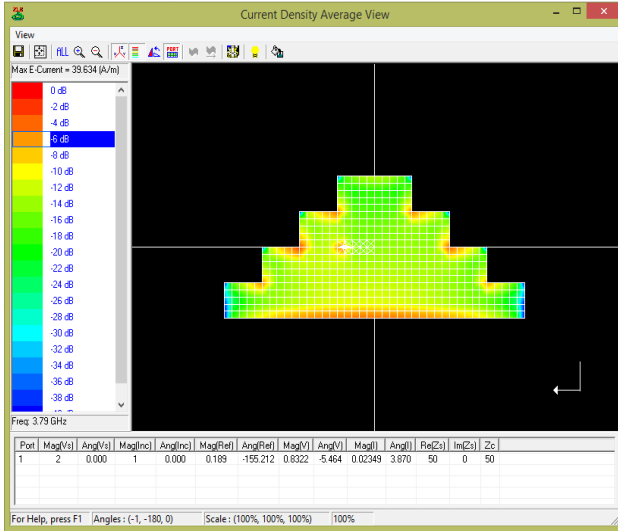 Current Density Average View
View
ALL PORT
Max E-Current = 39.634 (A/m)
0 dB
-2 dB
-4 dB
-6 dB
-8 dB
-10 dB
-12 dB
-14 dB
-16 dB
-18 dB
-20 dB
-22 dB
-24 dB
-26 dB
-28 dB
-30 dB
-32 dB
-34 dB
-36 dB
-38 dB
Freq: 3.79 GHz
Port Mag(Vs) Ang(Vs) Mag(Inc) Ang(Inc) Mag(Ref) Ang(Ref) Mag(V) Ang(V) Mag(I) Ang(I) Re(Zs) Im(Zs) Zc
1 2 0.000 1 0.000 0.189 -155.212 0.8322 -5.464 0.02349 3.870 50 0 50
For Help, press F1 Angles : (-1, -180, 0) Scale : (100%, 100%, 100%) 100%